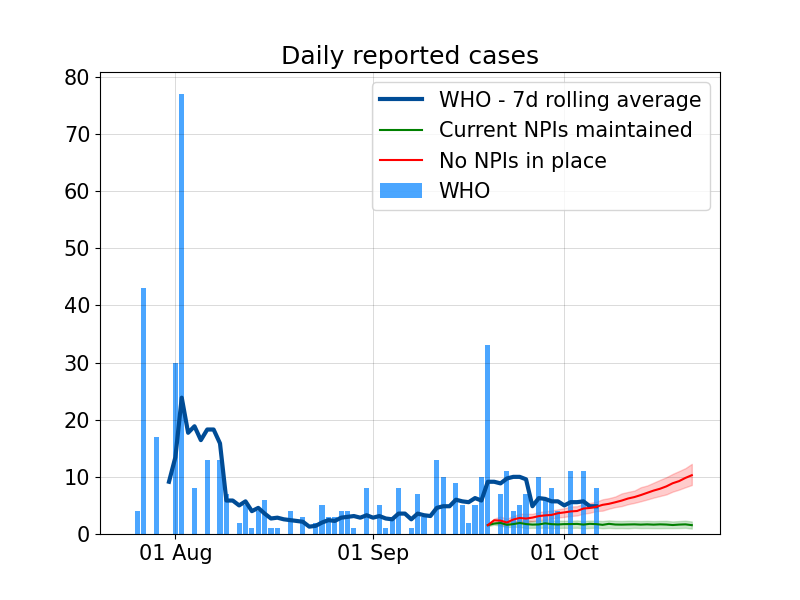 Daily reported cases
80
70
60
50
40
30
20
10
0
01 Aug
01 Sep
01 Oct
WHO - 7d rolling average
Current NPIs maintained
No NPIs in place
WHO